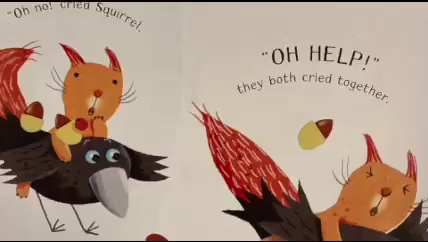 "Oh no! cried Squirrel.
"OH HELP!"
they both cried together.